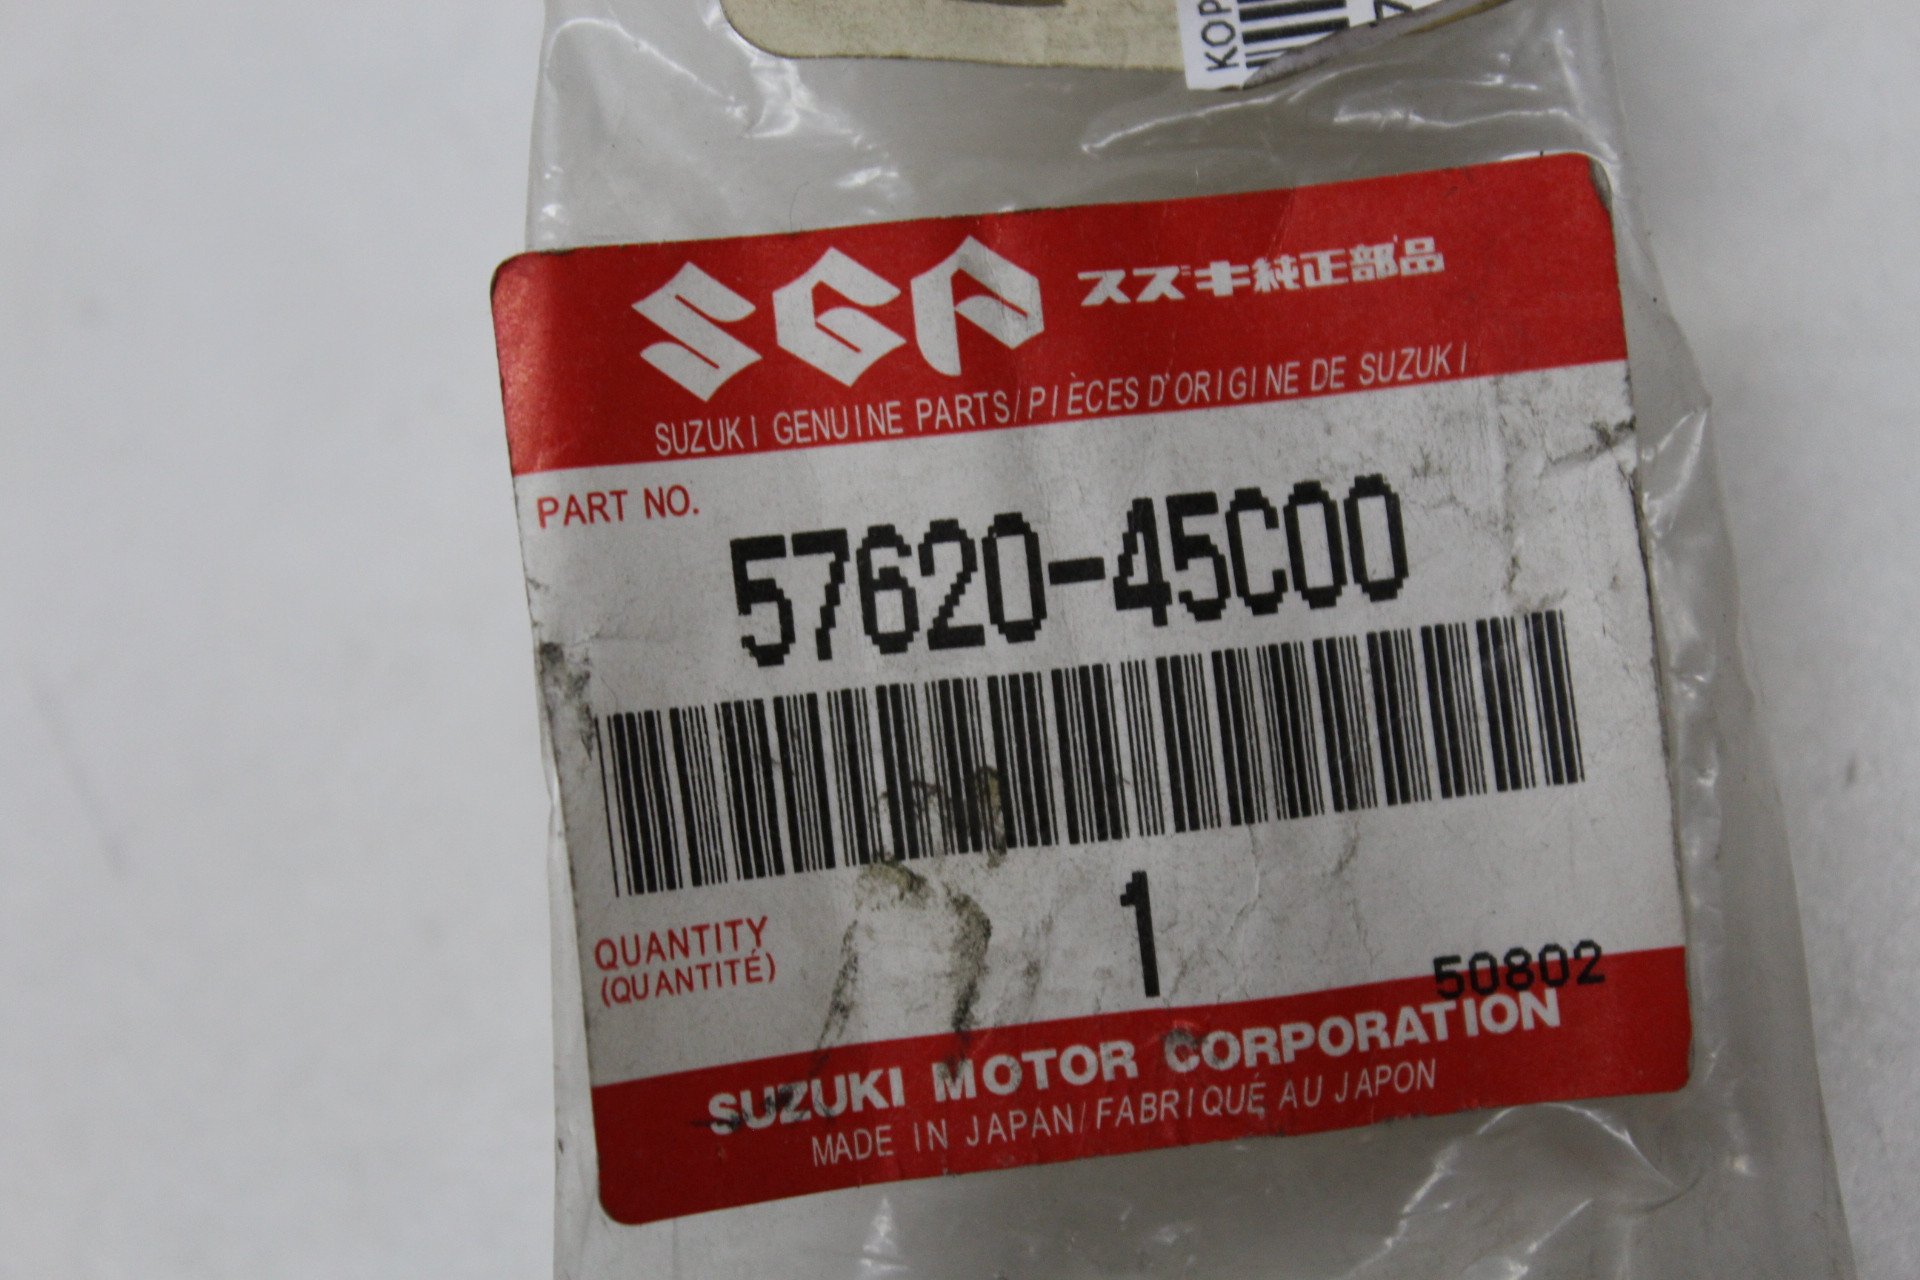 SGP スズキ純正部品
SUZUKI GENUINE PARTS/PIÈCES D'ORIGINE DE SUZUKI
PART NO.
57620-45C00
QUANTITY
(QUANTITÉ)
1
50802
SUZUKI MOTOR CORPORATION
MADE IN JAPAN/FABRIQUÉ AU JAPON